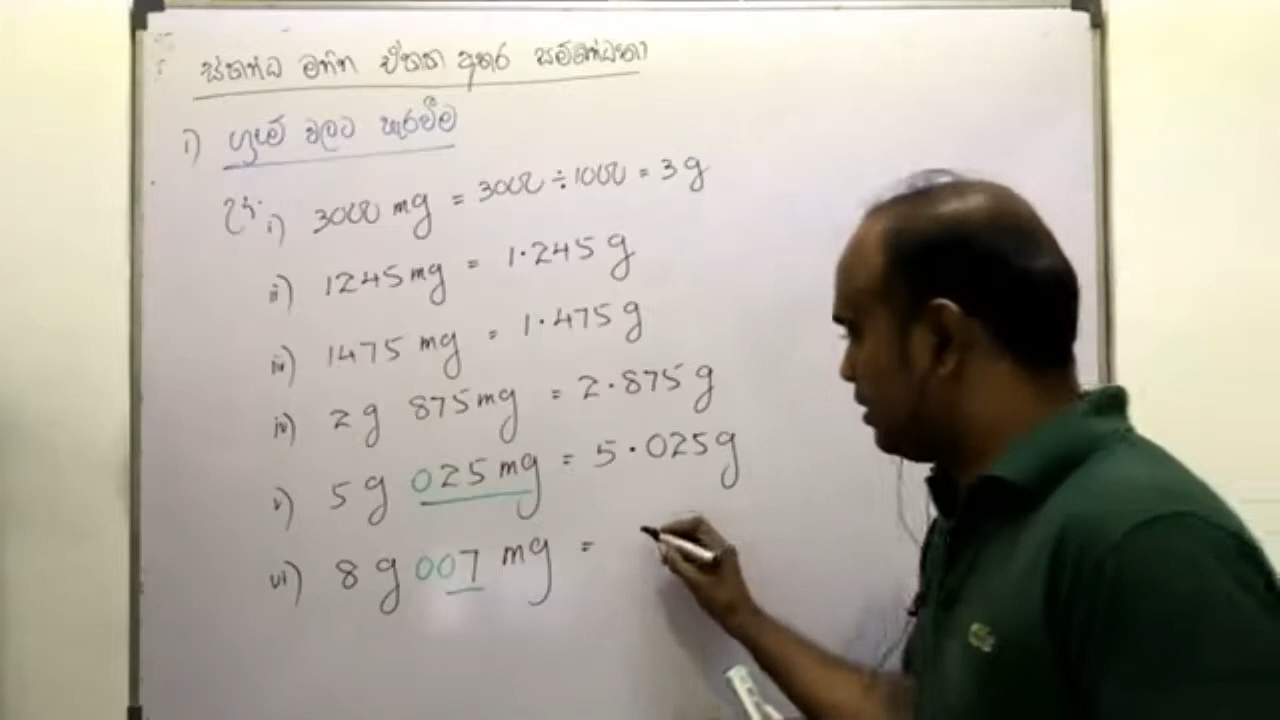 ස්කන්ධ මනින ඒකක අතර සම්බන්ධතා
i) ග්‍රෑම් වලට හැරවීම
උදා. i) 3000 mg = 3000 ÷ 1000 = 3 g
ii) 1245 mg = 1.245 g
iii) 1475 mg = 1.475 g
iv) 2 g 875 mg = 2.875 g
v) 5 g 025 mg = 5.025 g
vi) 8 g 007 mg =